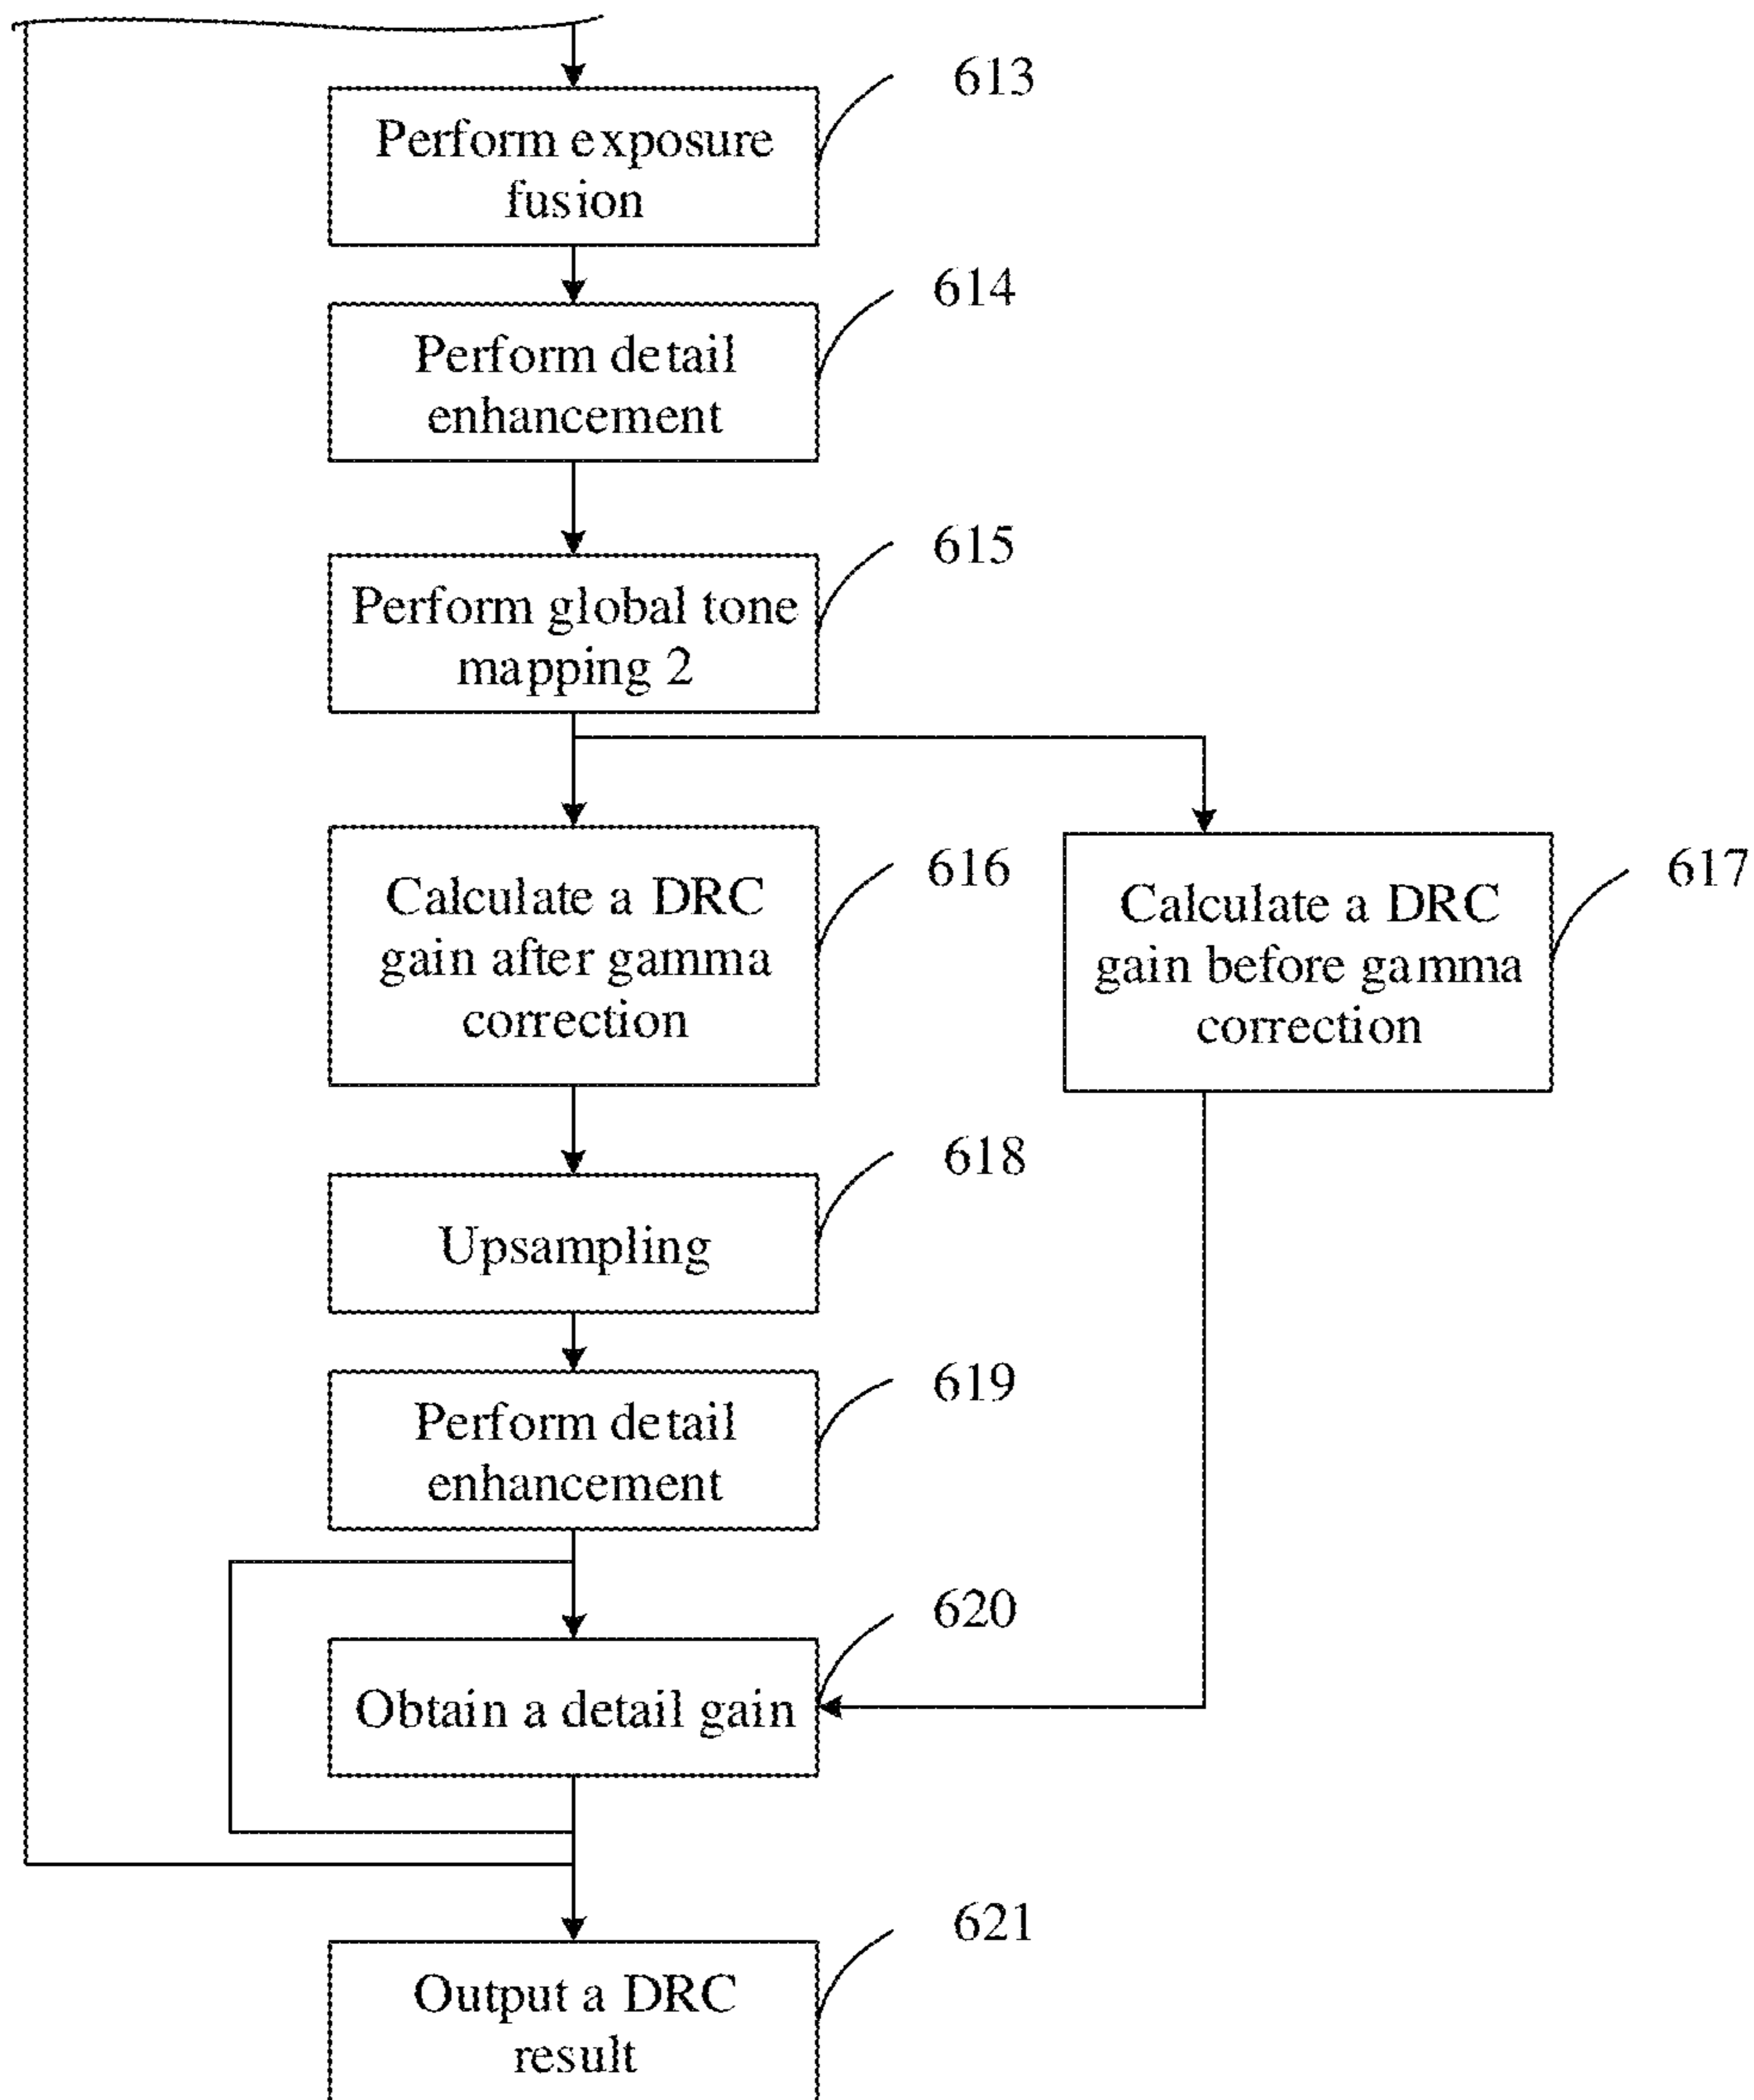 613
Perform exposure
fusion
614
Perform detail
enhancement
615
Perform global tone
mapping 2
616
Calculate a DRC
gain after gamma
correction
617
Calculate a DRC
gain before gamma
correction
618
Upsampling
619
Perform detail
enhancement
620
Obtain a detail gain
621
Output a DRC
result